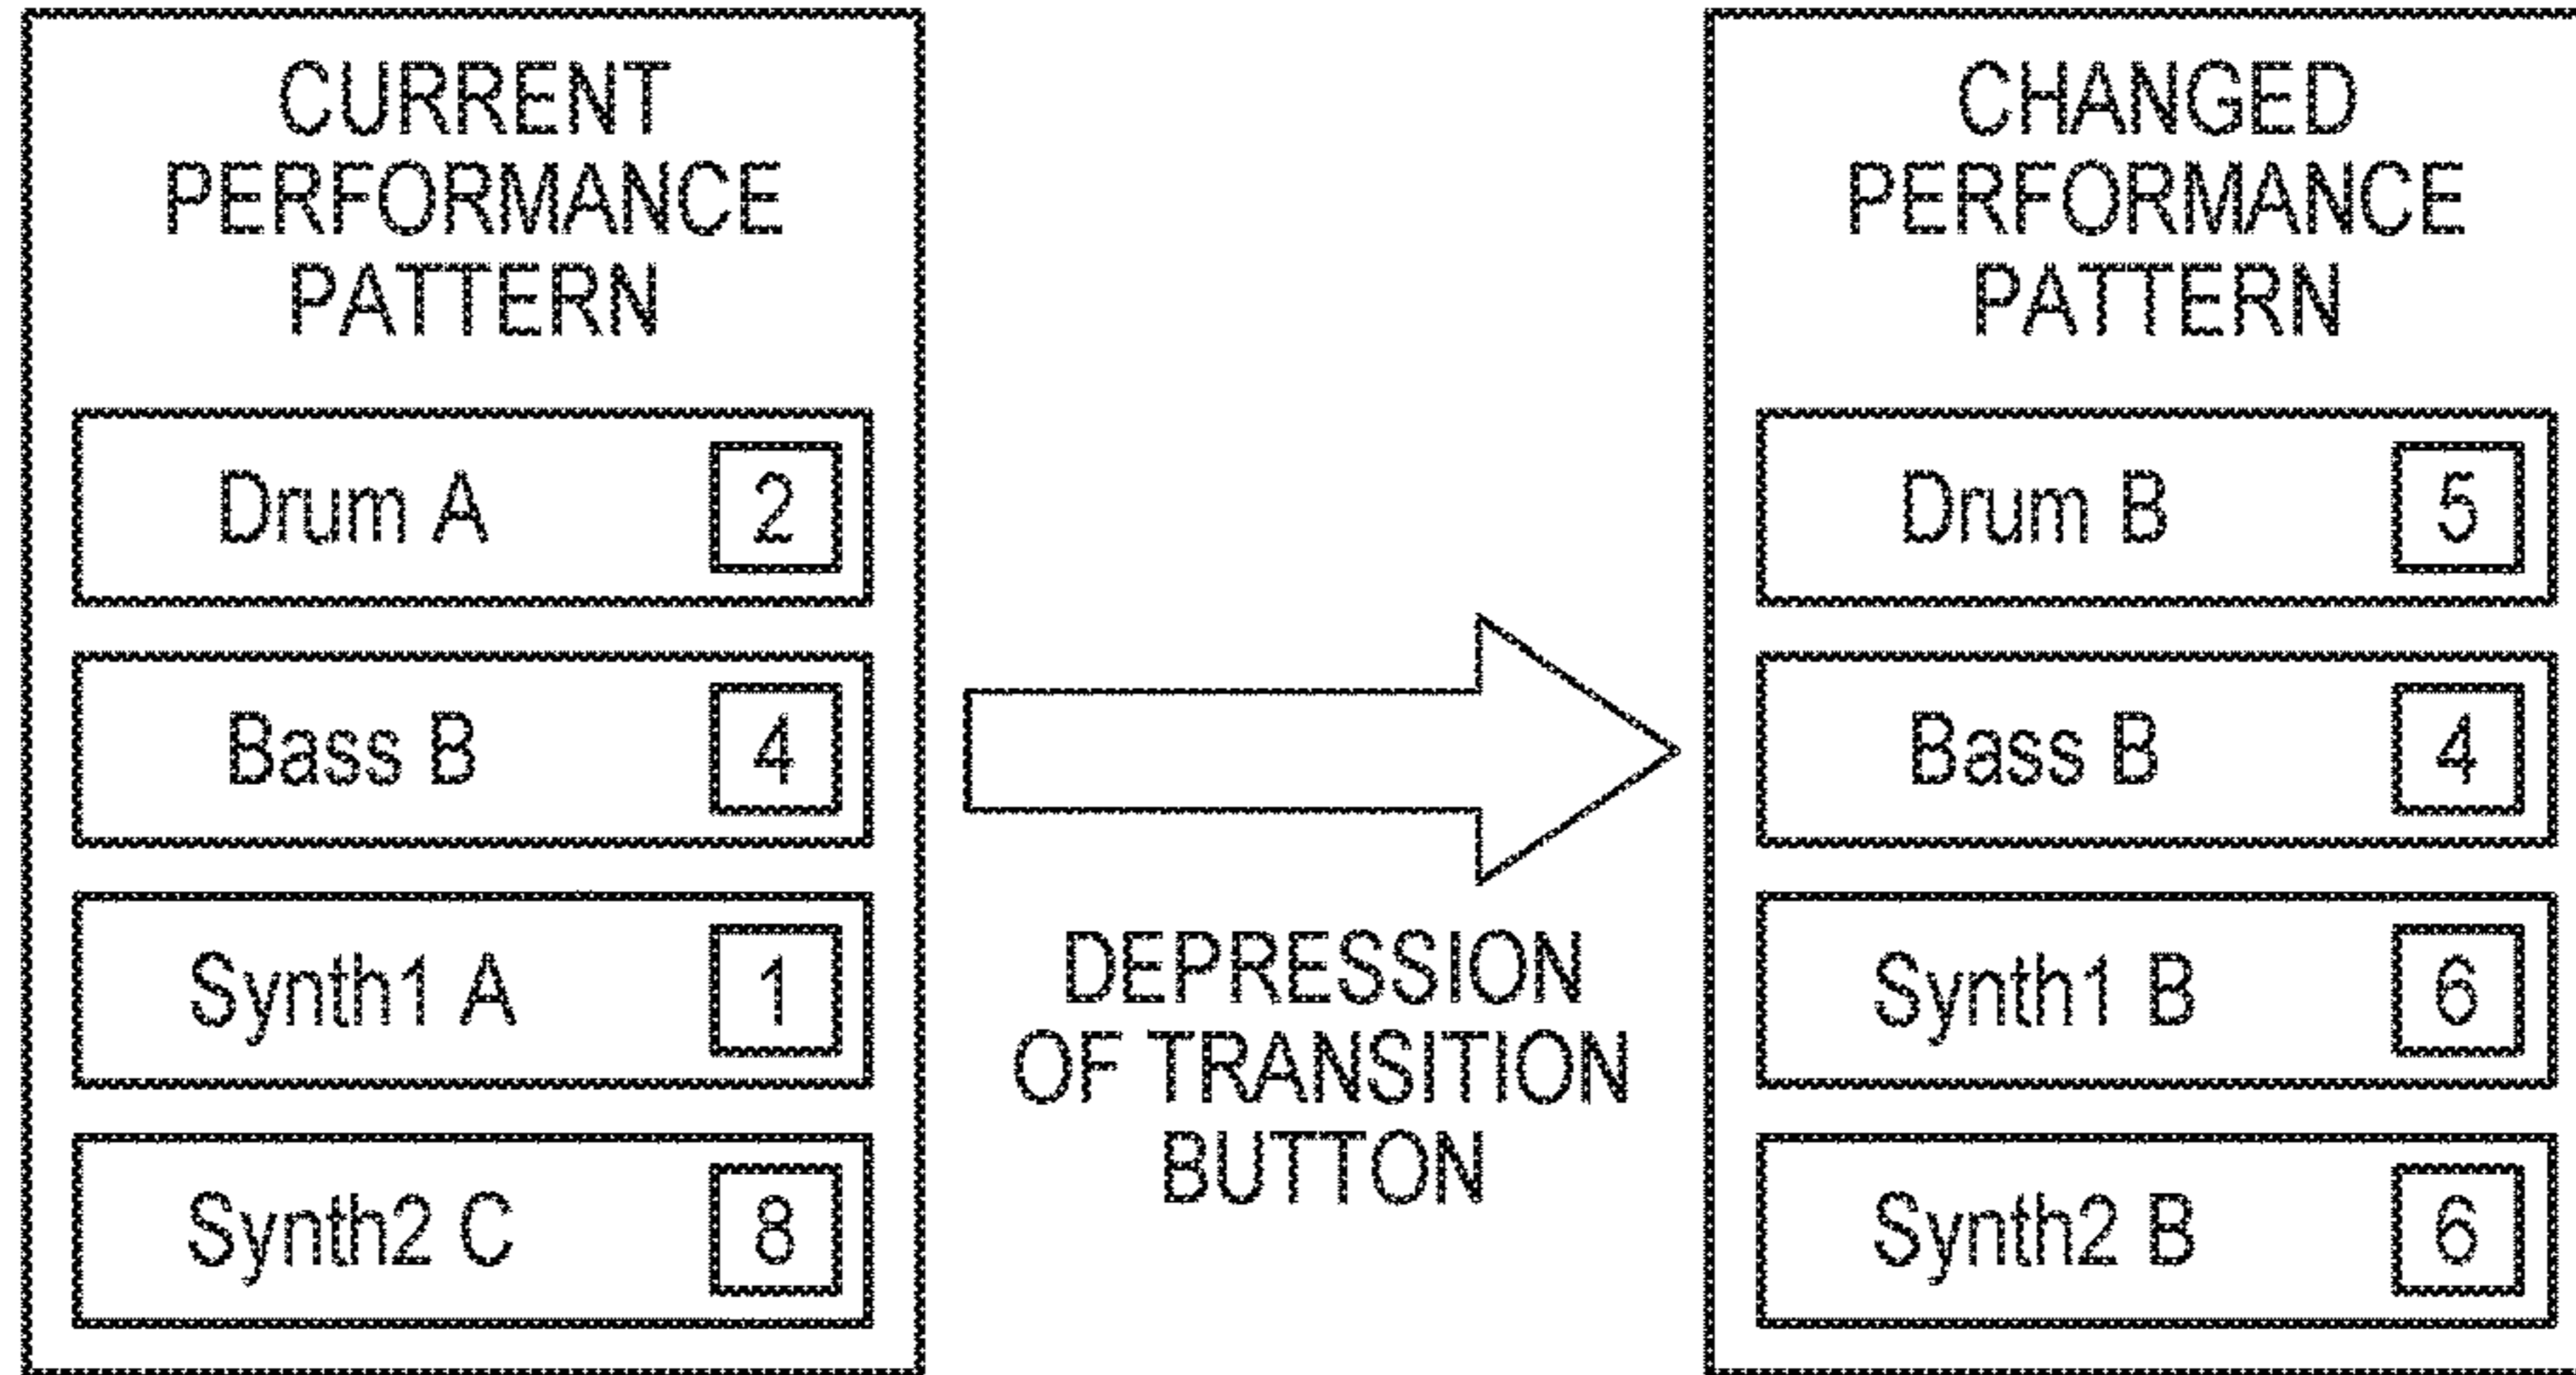 CURRENT
PERFORMANCE
PATTERN
Drum A 2
Bass B 4
Synth1 A 1
Synth2 C 8
DEPRESSION
OF TRANSITION
BUTTON
CHANGED
PERFORMANCE
PATTERN
Drum B 5
Bass B 4
Synth1 B 6
Synth2 B 6